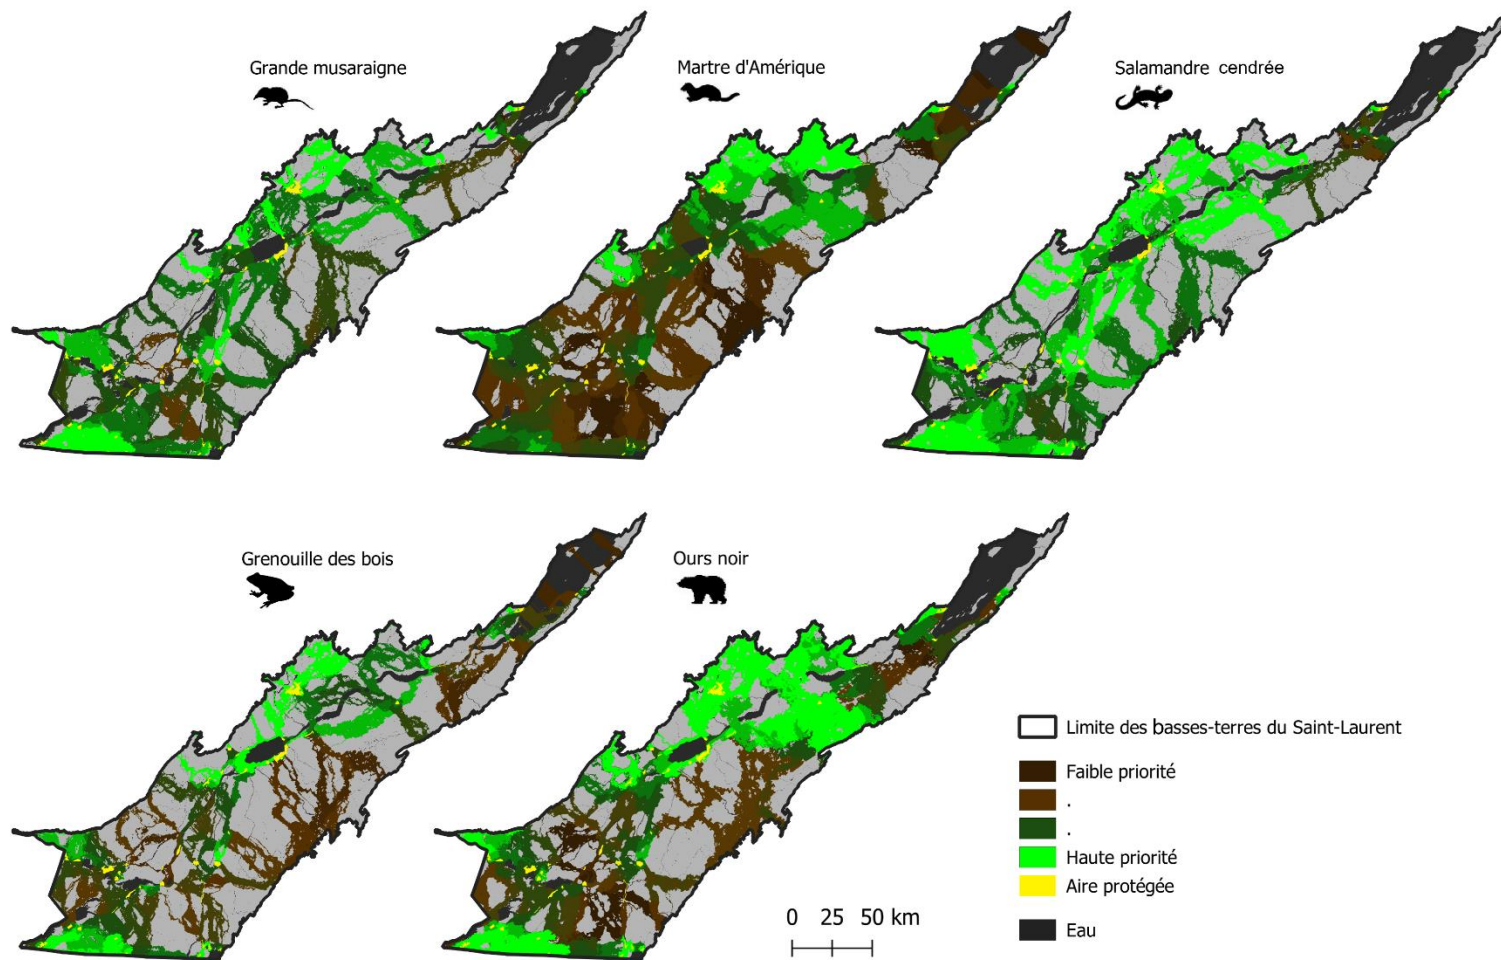 Grande musaraigne
Martre d'Amérique
Salamandre cendrée
Grenouille des bois
Ours noir
Limite des basses-terres du Saint-Laurent
Faible priorité
.
.
Haute priorité
Aire protégée
Eau
0 25 50 km